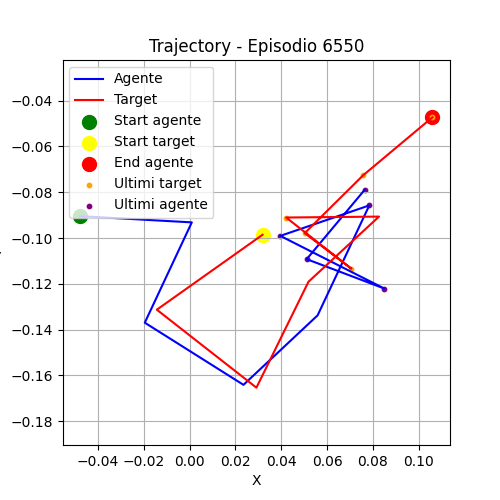 Trajectory - Episodio 6550
Agente
Target
Start agente
Start target
End agente
Ultimi target
Ultimi agente
−0.04
−0.06
−0.08
−0.10
−0.12
−0.14
−0.16
−0.18
−0.04
−0.02
0.00
0.02
0.04
0.06
0.08
0.10
X